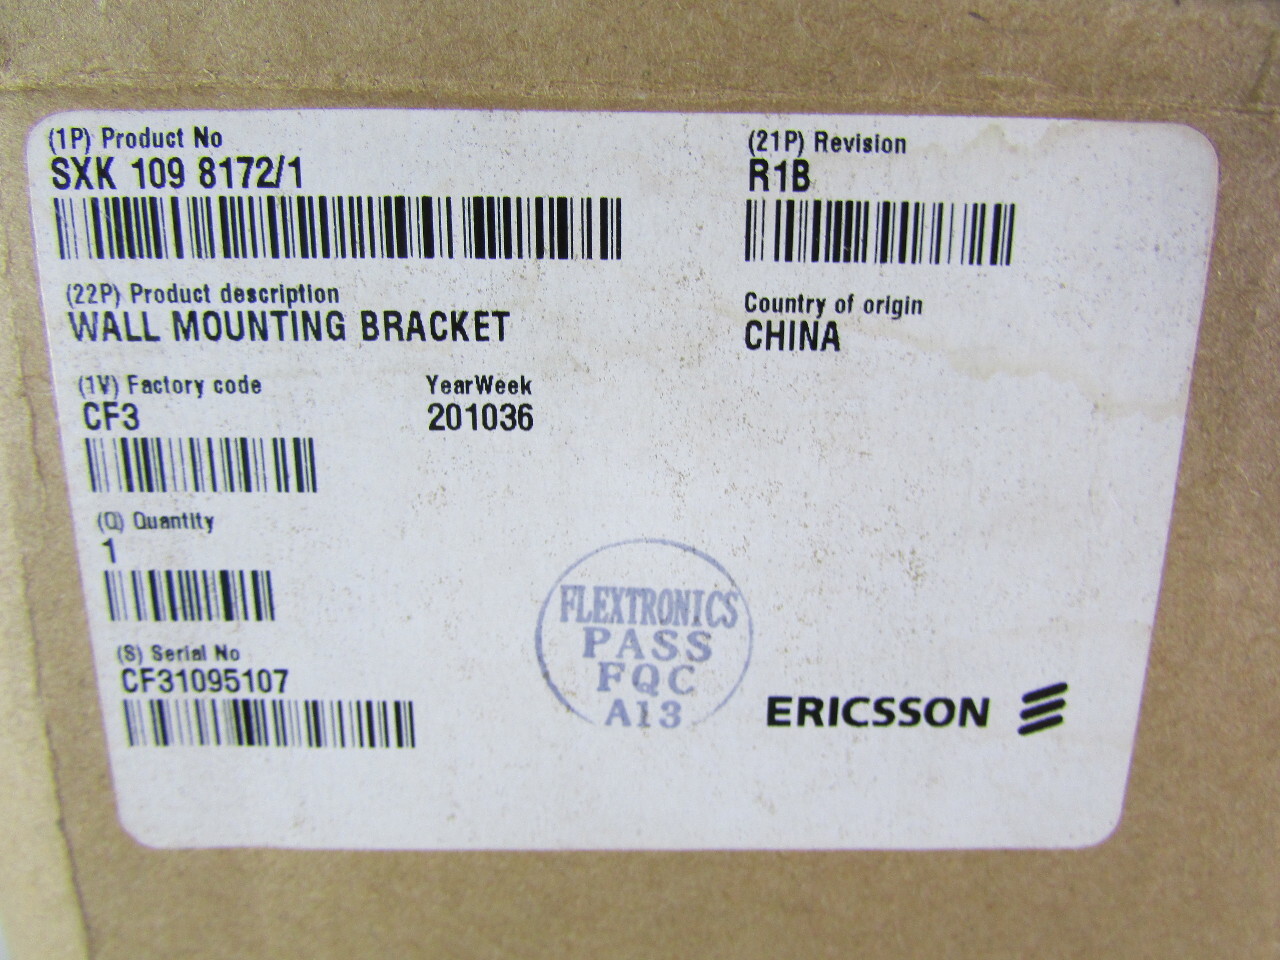 (1P) Product No
SXK 109 8172/1
(21P) Revision
R1B
(22P) Product description
WALL MOUNTING BRACKET
Country of origin
CHINA
(1V) Factory code
CF3
YearWeek
201036
(Q) Quantity
1
(S) Serial No
CF31095107
FLEXTRONICS
PASS
FQC
A13
ERICSSON